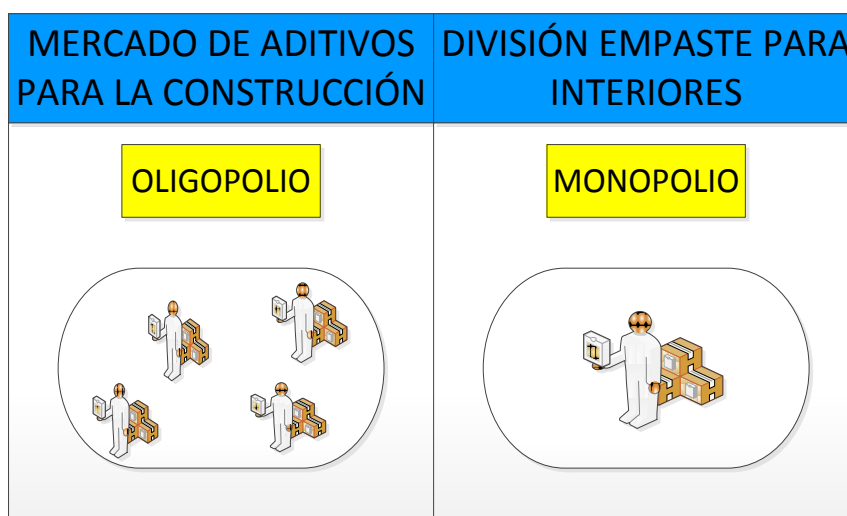 MERCADO DE ADITIVOS
PARA LA CONSTRUCCIÓN
DIVISIÓN EMPASTE PARA
INTERIORES
OLIGOPOLIO
MONOPOLIO